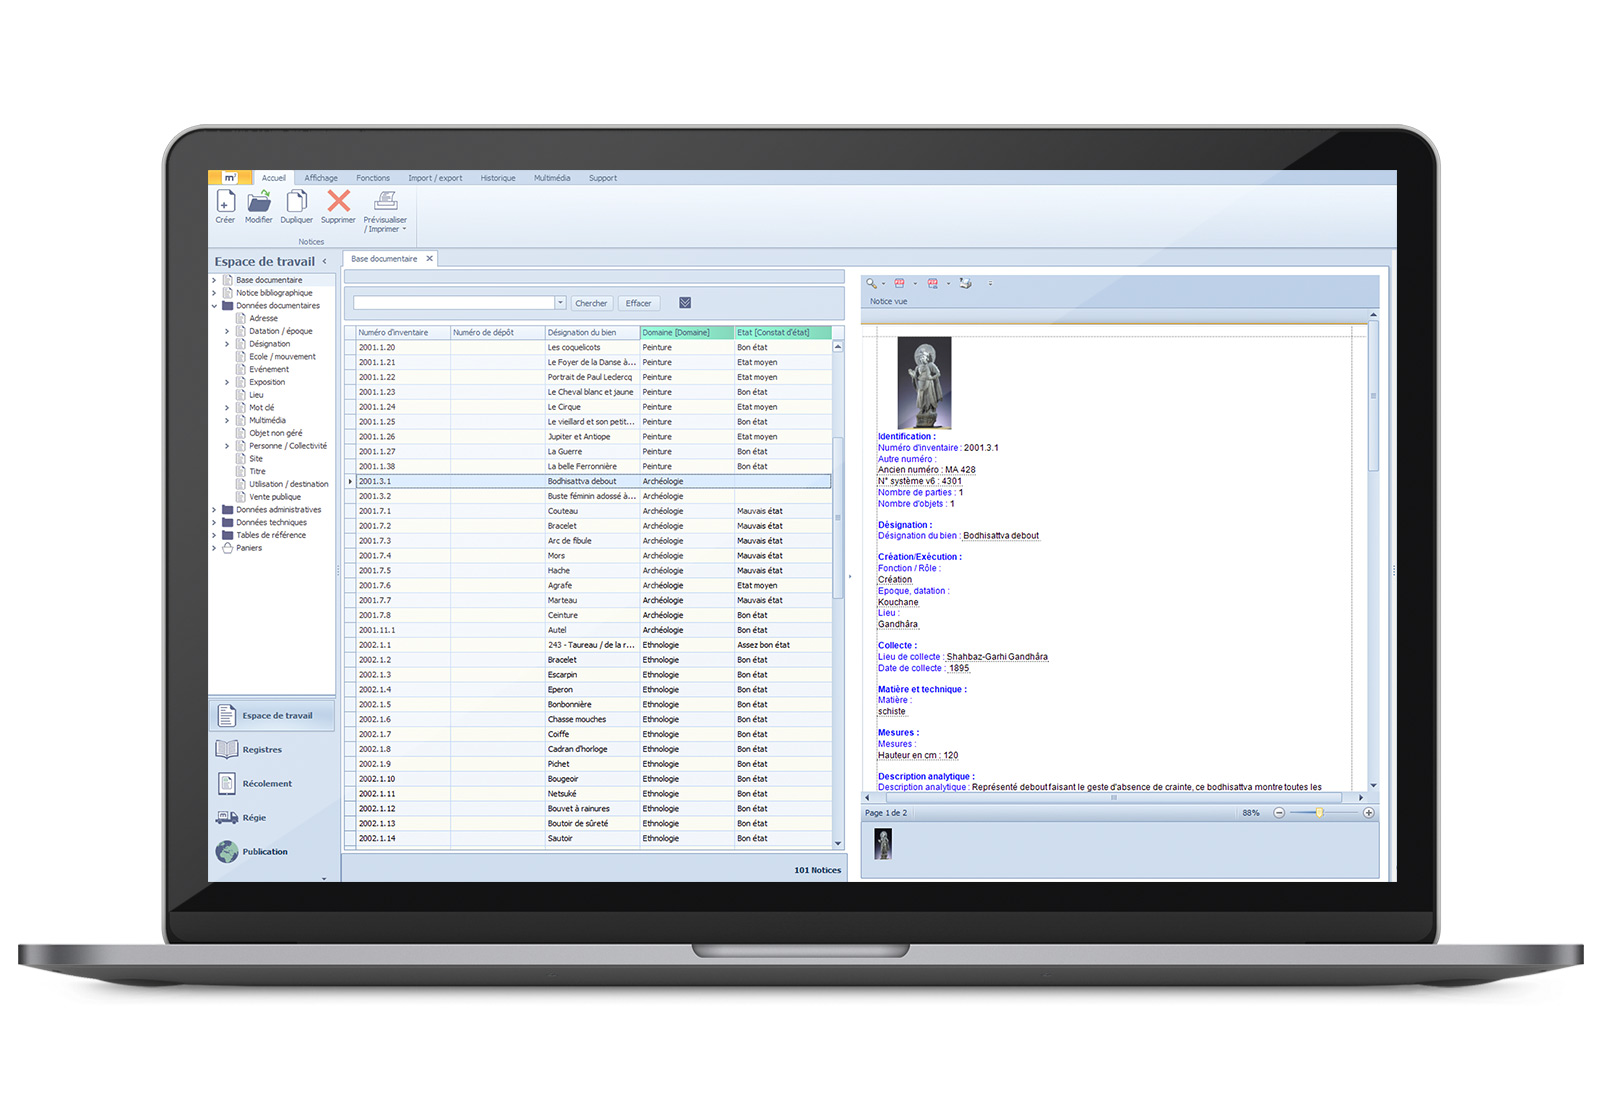 m³ Accueil Affichage Fonctions Import / export Historique Multimédia Support
Créer Modifier Dupliquer Supprimer Prévisualiser
/ Imprimer
Notices
Espace de travail
Base documentaire
Notice bibliographique
Données documentaires
Adresse
Datation / époque
Désignation
Ecole / mouvement
Evénement
Exposition
Lieu
Mot clé
Multimédia
Objet non géré
Personne / Collectivité
Site
Titre
Utilisation / destination
Vente publique
Données administratives
Données techniques
Tables de référence
Paniers
Espace de travail
Registres
Récolement
Régie
Publication
Base documentaire
Chercher Effacer
Numéro d'inventaire Numéro de dépôt Désignation du bien Domaine [Domaine] Etat [Constat d'état]
2001.1.20 Les coquelicots Peinture Bon état
2001.1.21 Le Foyer de la Danse à... Peinture Etat moyen
2001.1.22 Portrait de Paul Leclercq Peinture Etat moyen
2001.1.23 Le Cheval blanc et jaune Peinture Bon état
2001.1.24 Le Cirque Peinture Etat moyen
2001.1.25 Le vieillard et son petit... Peinture Bon état
2001.1.26 Jupiter et Antiope Peinture Etat moyen
2001.1.27 La Guerre Peinture Bon état
2001.1.38 La belle Ferronnière Peinture Bon état
2001.3.1 Bodhisattva debout Archéologie
2001.3.2 Buste féminin adossé à... Archéologie
2001.7.1 Couteau Archéologie Mauvais état
2001.7.2 Bracelet Archéologie Mauvais état
2001.7.3 Arc de fibule Archéologie Mauvais état
2001.7.4 Mors Archéologie Mauvais état
2001.7.5 Hache Archéologie Mauvais état
2001.7.6 Agrafe Archéologie Etat moyen
2001.7.7 Marteau Archéologie Mauvais état
2001.7.8 Ceinture Archéologie Bon état
2001.11.1 Autel Archéologie Bon état
2002.1.1 243 - Taureau / de la r... Ethnologie Assez bon état
2002.1.2 Bracelet Ethnologie Bon état
2002.1.3 Escarpin Ethnologie Bon état
2002.1.4 Eperon Ethnologie Bon état
2002.1.5 Bonbonnière Ethnologie Bon état
2002.1.6 Chasse mouches Ethnologie Bon état
2002.1.7 Coiffe Ethnologie Bon état
2002.1.8 Cadran d'horloge Ethnologie Bon état
2002.1.9 Pichet Ethnologie Bon état
2002.1.10 Bougeoir Ethnologie Bon état
2002.1.11 Netsuké Ethnologie Bon état
2002.1.12 Bouvet à rainures Ethnologie Bon état
2002.1.13 Boutoir de sûreté Ethnologie Bon état
2002.1.14 Sautoir Ethnologie Bon état
101 Notices
Notice vue
Identification :
Numéro d'inventaire : 2001.3.1
Autre numéro :
Ancien numéro : MA 428
N° système v6 : 4301
Nombre de parties : 1
Nombre d'objets : 1
Désignation :
Désignation du bien : Bodhisattva debout
Création/Exécution :
Fonction / Rôle :
Création
Epoque, datation :
Kouchane
Lieu :
Gandhâra
Collecte :
Lieu de collecte : Shahbaz-Garhi Gandhâra
Date de collecte : 1895
Matière et technique :
Matière :
schiste
Mesures :
Mesures :
Hauteur en cm : 120
Description analytique :
Description analytique : Représenté debout faisant le geste d'absence de crainte, ce bodhisattva montre toutes les
Page 1 de 2 88%